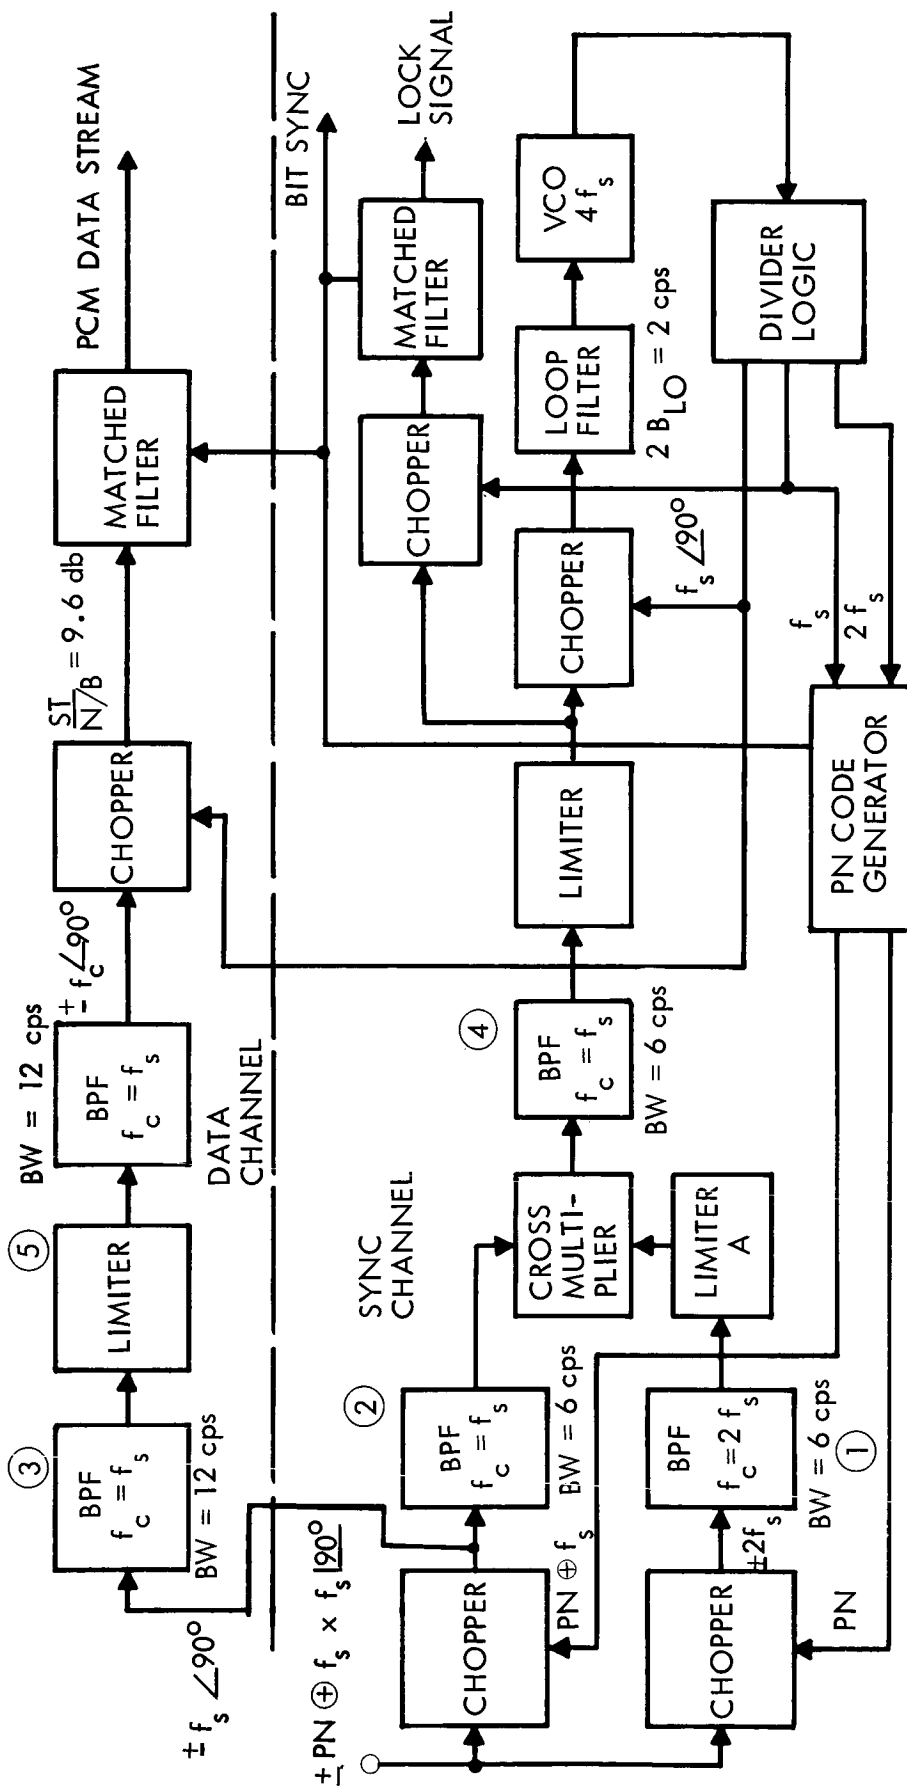 ③
BPF
f_c = f_s
BW = 12 cps
⑤
LIMITER
BW = 12 cps
BPF
f_c = f_s
± f_c ∠90°
CHOPPER
ST
N/B = 9.6 db
MATCHED
FILTER
PCM DATA STREAM
± f_s ∠90°
DATA
CHANNEL
BIT SYNC
± PN ⊕ f_s × f_s |90°
CHOPPER
PN ⊕ f_s
②
BPF
f_c = f_s
BW = 6 cps
SYNC
CHANNEL
CROSS
MULTI-
PLIER
④
BPF
f_c = f_s
BW = 6 cps
LIMITER
CHOPPER
MATCHED
FILTER
LOCK
SIGNAL
CHOPPER
f_s ∠90°
LOOP
FILTER
2 B_LO = 2 cps
VCO
4 f_s
CHOPPER
PN
±2f_s
BPF
f_c = 2 f_s
BW = 6 cps
①
LIMITER
A
PN CODE
GENERATOR
f_s
2 f_s
DIVIDER
LOGIC